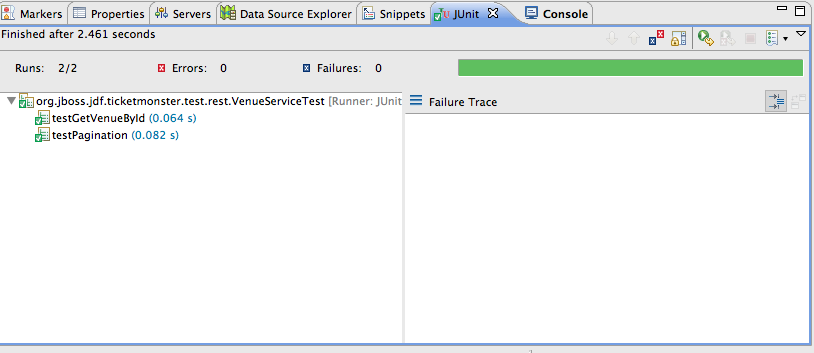 Markers Properties Servers Data Source Explorer Snippets JUnit Console
Finished after 2.461 seconds
Runs: 2/2 Errors: 0 Failures: 0
org.jboss.jdf.ticketmonster.test.rest.VenueServiceTest [Runner: JUnit
Failure Trace
testGetVenueById (0.064 s)
testPagination (0.082 s)